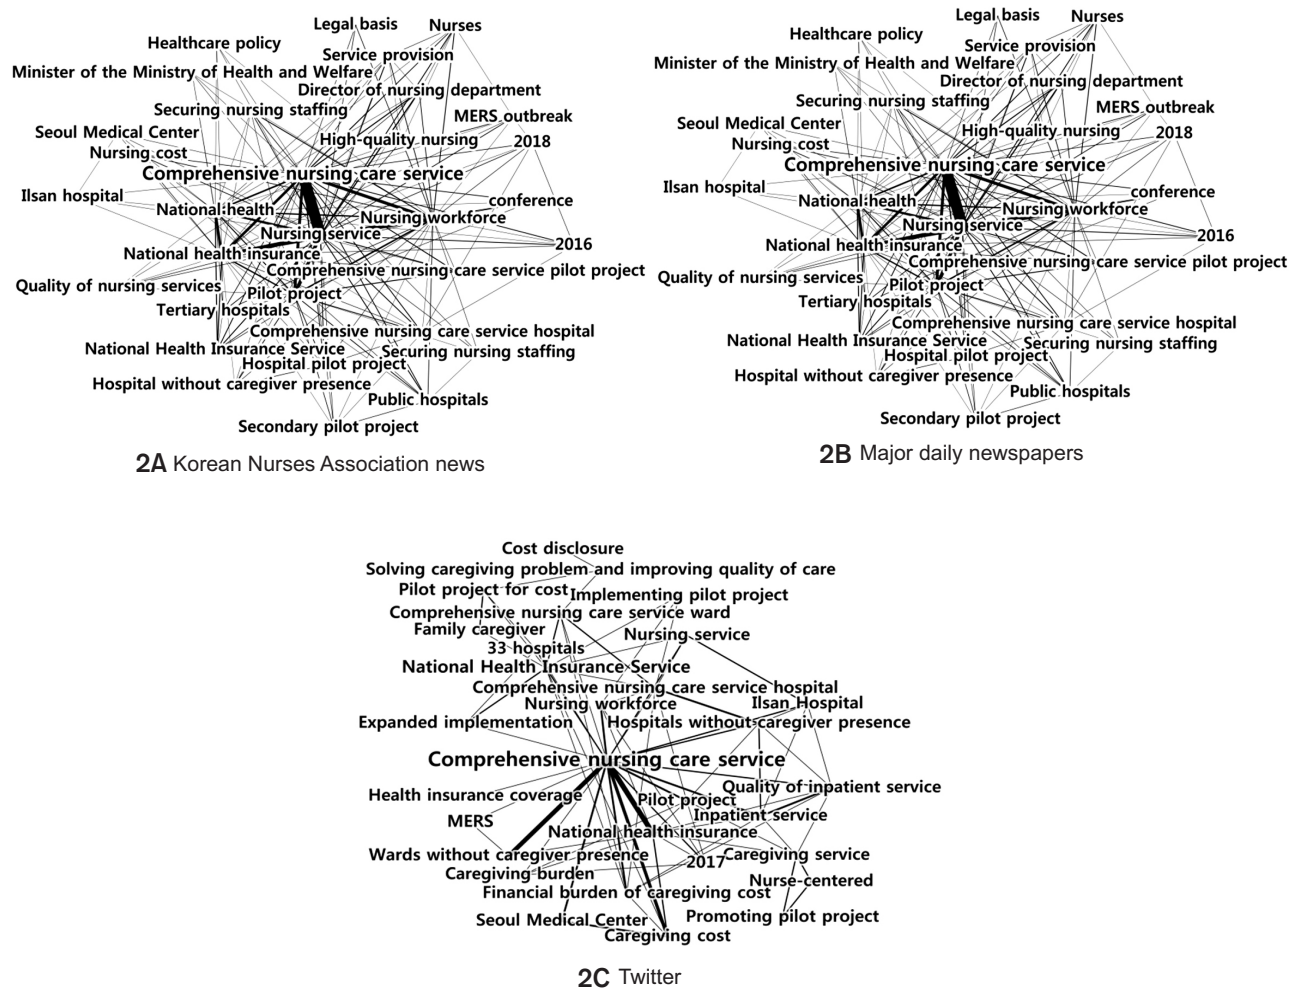 Legal basis
Nurses
Healthcare policy
Service provision
Minister of the Ministry of Health and Welfare
Director of nursing department
Securing nursing staffing
MERS outbreak
Seoul Medical Center
High-quality nursing
2018
Nursing cost
Comprehensive nursing care service
Ilsan hospital
conference
National health
Nursing workforce
Nursing service
2016
National health insurance
Comprehensive nursing care service pilot project
Quality of nursing services
Pilot project
Tertiary hospitals
Comprehensive nursing care service hospital
National Health Insurance Service
Securing nursing staffing
Hospital pilot project
Hospital without caregiver presence
Public hospitals
Secondary pilot project
2A Korean Nurses Association news
Legal basis
Nurses
Healthcare policy
Service provision
Minister of the Ministry of Health and Welfare
Director of nursing department
Securing nursing staffing
MERS outbreak
Seoul Medical Center
High-quality nursing
2018
Nursing cost
Comprehensive nursing care service
Ilsan hospital
conference
National health
Nursing workforce
Nursing service
2016
National health insurance
Comprehensive nursing care service pilot project
Quality of nursing services
Pilot project
Tertiary hospitals
Comprehensive nursing care service hospital
National Health Insurance Service
Securing nursing staffing
Hospital pilot project
Hospital without caregiver presence
Public hospitals
Secondary pilot project
2B Major daily newspapers
Cost disclosure
Solving caregiving problem and improving quality of care
Pilot project for cost
Implementing pilot project
Comprehensive nursing care service ward
Family caregiver
Nursing service
33 hospitals
National Health Insurance Service
Comprehensive nursing care service hospital
Nursing workforce
Ilsan Hospital
Expanded implementation
Hospitals without caregiver presence
Comprehensive nursing care service
Quality of inpatient service
Health insurance coverage
Pilot project
Inpatient service
MERS
National health insurance
Wards without caregiver presence
2017
Caregiving service
Caregiving burden
Nurse-centered
Financial burden of caregiving cost
Seoul Medical Center
Promoting pilot project
Caregiving cost
2C Twitter